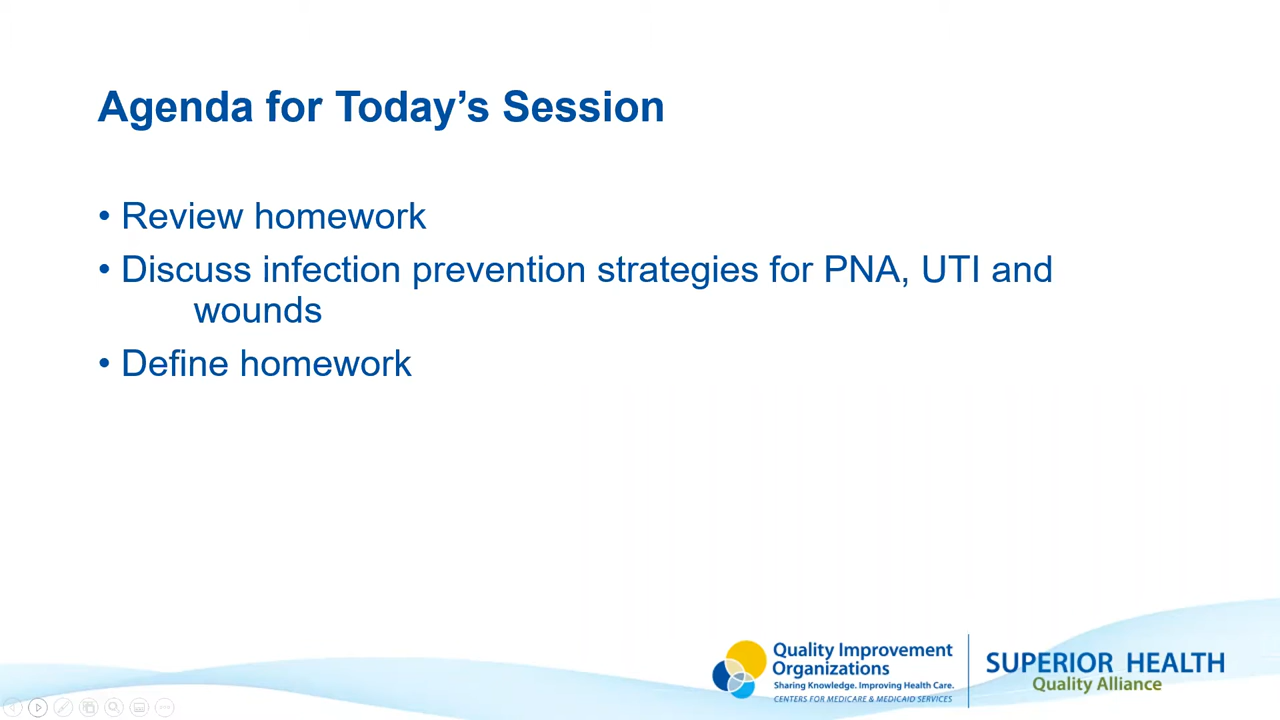 Agenda for Today’s Session
• Review homework
• Discuss infection prevention strategies for PNA, UTI and
wounds
• Define homework
Quality Improvement
Organizations
Sharing Knowledge. Improving Health Care.
CENTERS FOR MEDICARE & MEDICAID SERVICES
SUPERIOR HEALTH
Quality Alliance